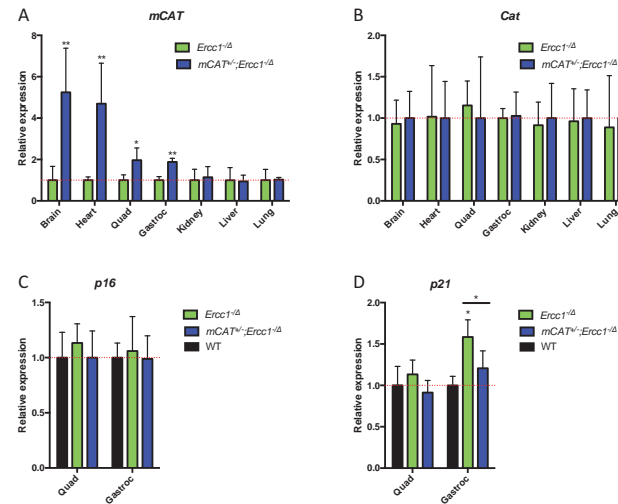 A
mCAT
Ercc1-/Δ
mCAT+/-;Ercc1-/Δ
Relative expression
8
6
4
2
0
**
**
*
**
Brain
Heart
Quad
Gastroc
Kidney
Liver
Lung
B
Cat
Ercc1-/Δ
mCAT+/-;Ercc1-/Δ
Relative expression
2.0
1.5
1.0
0.5
0.0
Brain
Heart
Quad
Gastroc
Kidney
Liver
Lung
C
p16
Ercc1-/Δ
mCAT+/-;Ercc1-/Δ
WT
Relative expression
1.5
1.0
0.5
0.0
Quad
Gastroc
D
p21
Ercc1-/Δ
mCAT+/-;Ercc1-/Δ
WT
Relative expression
2.0
1.5
1.0
0.5
0.0
*
*
Quad
Gastroc